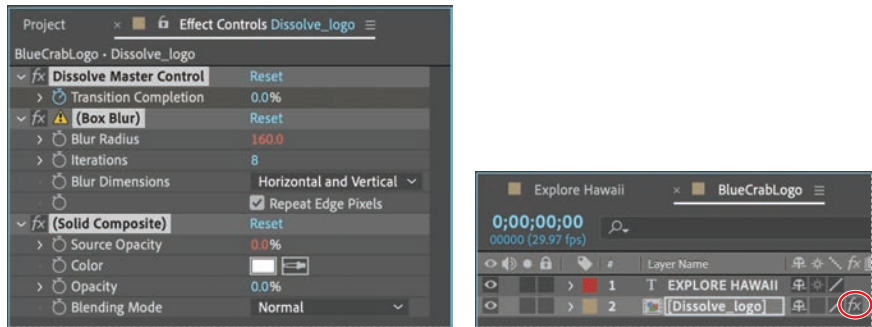 Project × Effect Controls Dissolve_logo ≡
BlueCrabLogo • Dissolve_logo
fx Dissolve Master Control Reset
Transition Completion 0.0%
fx (Box Blur) Reset
Blur Radius 160.0
Iterations 8
Blur Dimensions Horizontal and Vertical
Repeat Edge Pixels
fx (Solid Composite) Reset
Source Opacity 0.0%
Color
Opacity 0.0%
Blending Mode Normal
Explore Hawaii × BlueCrabLogo ≡
0;00;00;00
00000 (29.97 fps)
# Layer Name fx
1 T EXPLORE HAWAII
2 [Dissolve_logo] fx